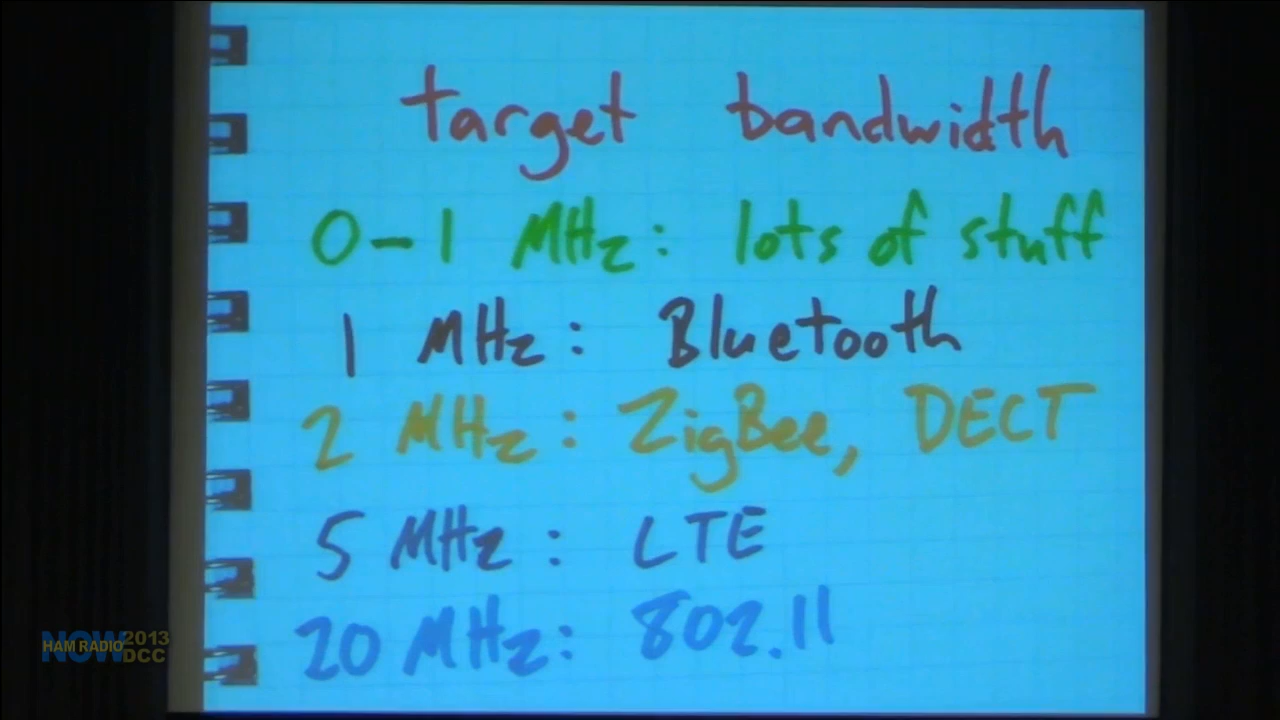 target bandwidth
0-1 MHz: lots of stuff
1 MHz: Bluetooth
2 MHz: ZigBee, DECT
5 MHz: LTE
20 MHz: 802.11
HAM RADIO NOW 2013 DCC